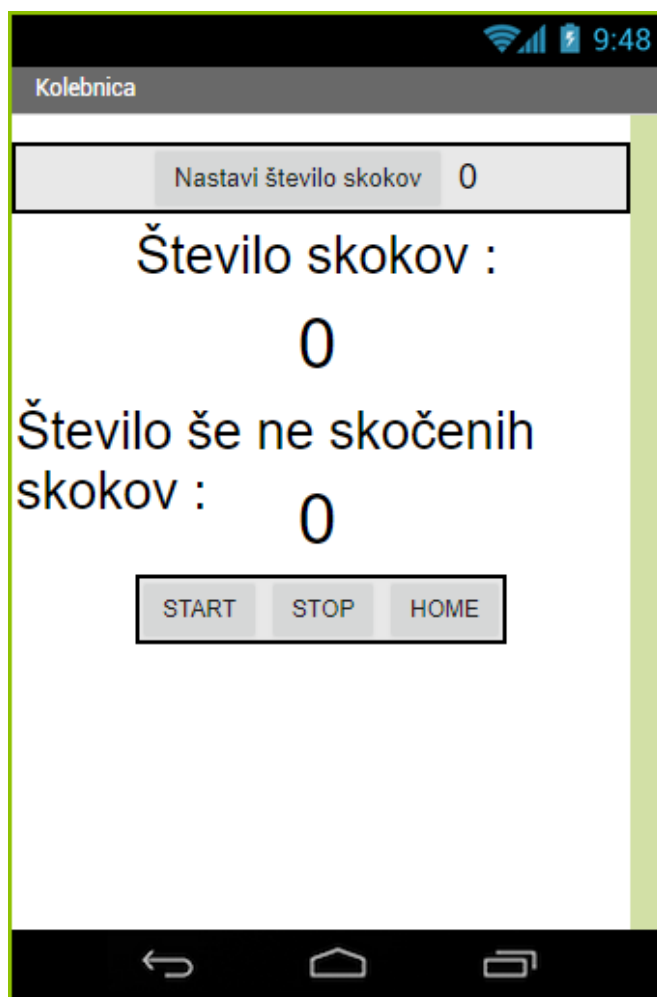 9:48
Kolebnica
Nastavi število skokov 0
Število skokov :
0
Število še ne skočenih
skokov :
0
START STOP HOME